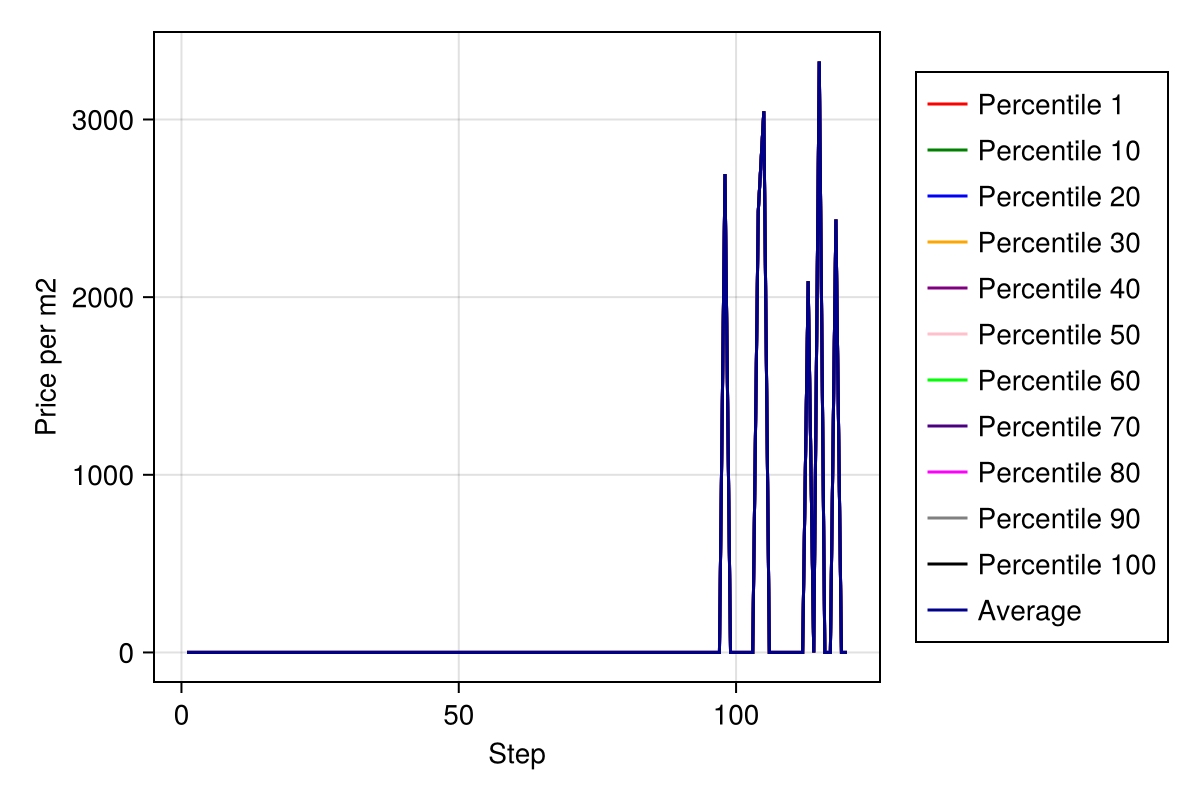 Price per m2
3000
2000
1000
0
0
50
100
Step
Percentile 1
Percentile 10
Percentile 20
Percentile 30
Percentile 40
Percentile 50
Percentile 60
Percentile 70
Percentile 80
Percentile 90
Percentile 100
Average